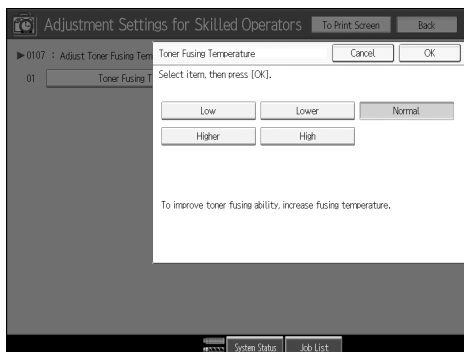 Adjustment Settings for Skilled Operators To Print Screen Back
►0107 : Adjust Toner Fusing Tem
01 Toner Fusing T
Toner Fusing Temperature Cancel OK
Select item, then press [OK].
Low Lower Normal
Higher High
To improve toner fusing ability, increase fusing temperature.
System Status Job List